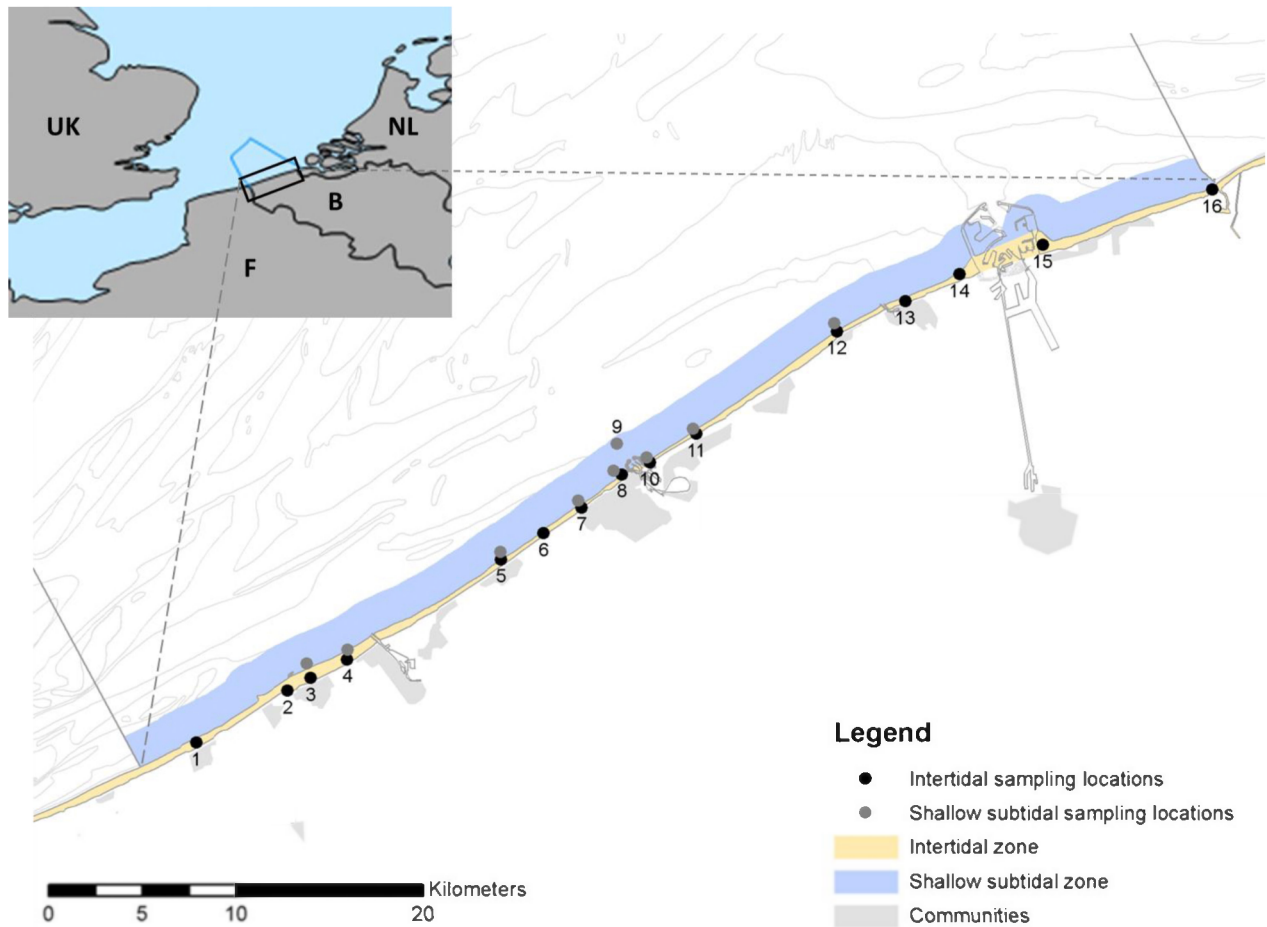 UK
NL
B
F
16
15
14
13
12
9
11
10
8
7
6
5
4
3
2
1
Legend
Intertidal sampling locations
Shallow subtidal sampling locations
Intertidal zone
Shallow subtidal zone
Communities
Kilometers
0 5 10 20